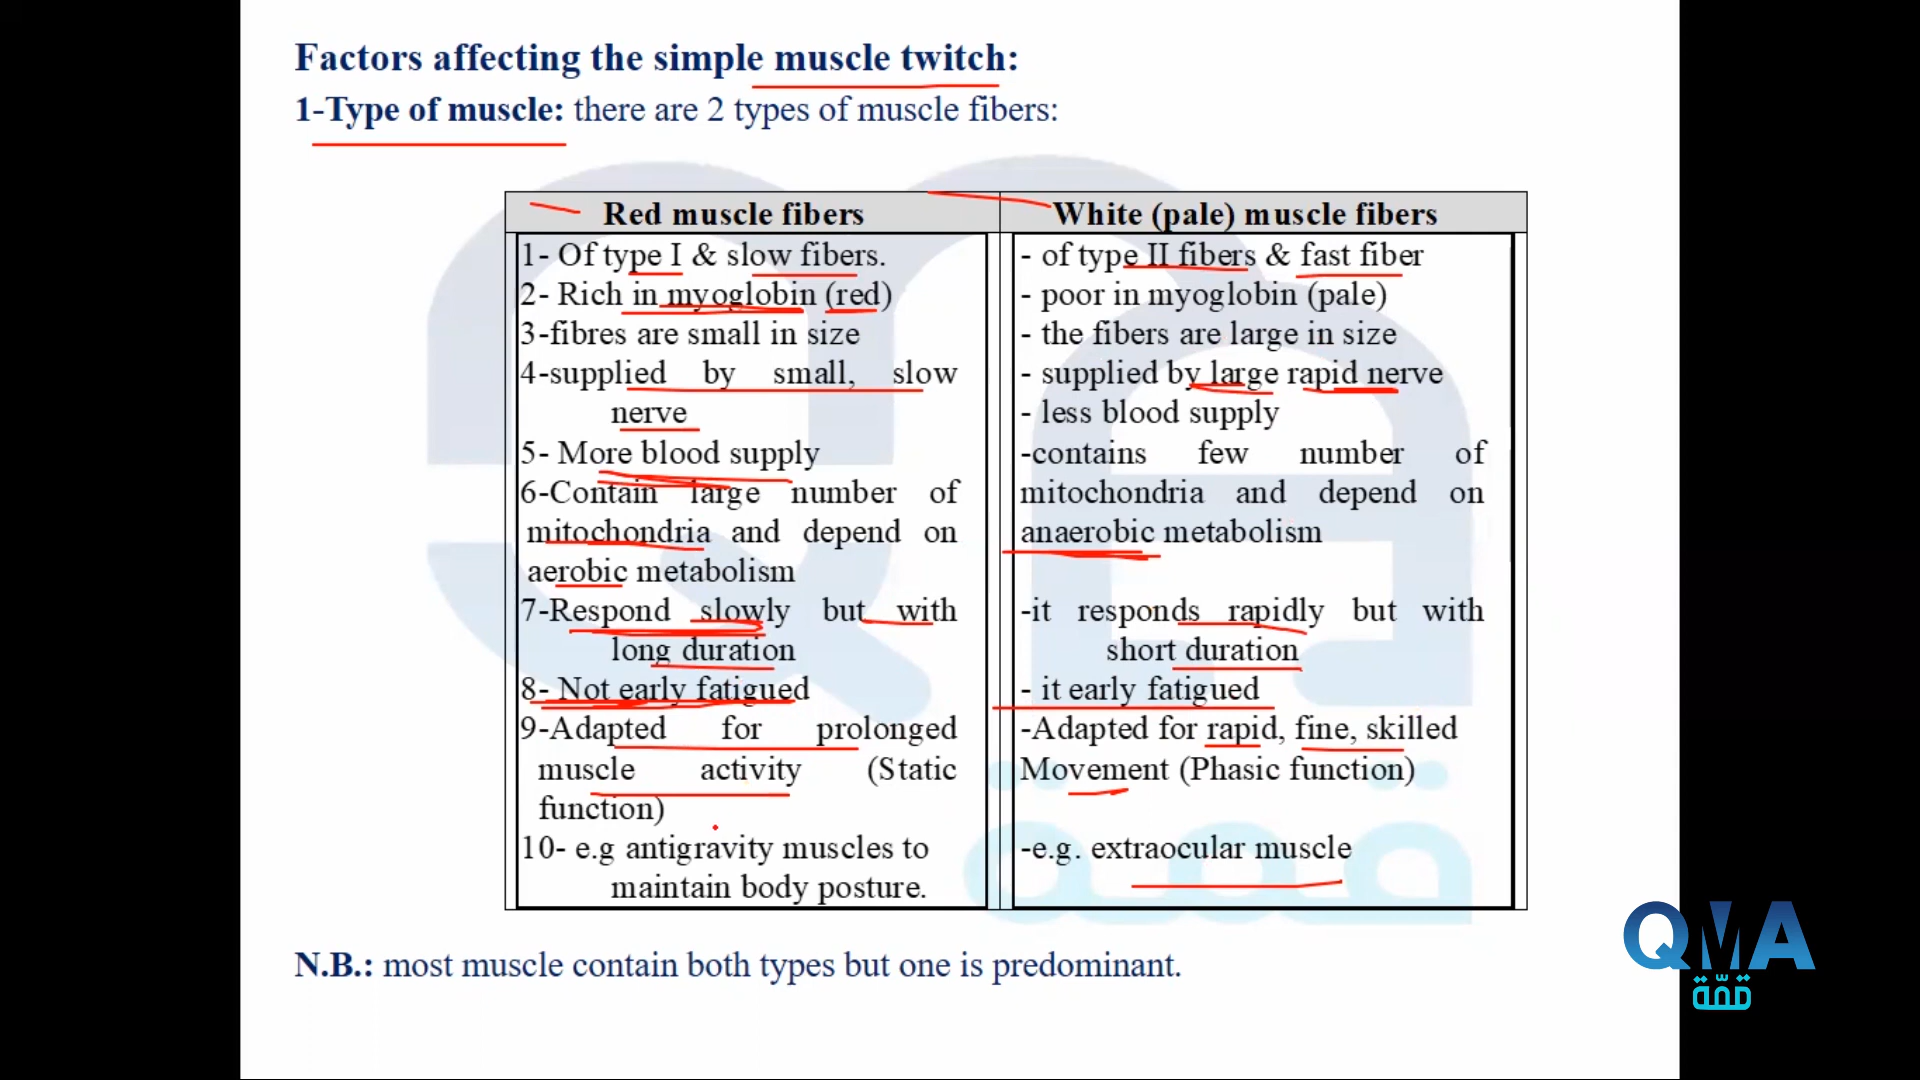 Factors affecting the simple muscle twitch:
1-Type of muscle: there are 2 types of muscle fibers:
Red muscle fibers
1- Of type I & slow fibers.
2- Rich in myoglobin (red)
3-fibres are small in size
4-supplied by small, slow
nerve
5- More blood supply
6-Contain large number of
mitochondria and depend on
aerobic metabolism
7-Respond slowly but with
long duration
8- Not early fatigued
9-Adapted for prolonged
muscle activity (Static
function)
10- e.g antigravity muscles to
maintain body posture.
White (pale) muscle fibers
- of type II fibers & fast fiber
- poor in myoglobin (pale)
- the fibers are large in size
- supplied by large rapid nerve
- less blood supply
-contains few number of
mitochondria and depend on
anaerobic metabolism
-it responds rapidly but with
short duration
- it early fatigued
-Adapted for rapid, fine, skilled
Movement (Phasic function)
-e.g. extraocular muscle
N.B.: most muscle contain both types but one is predominant.
QMA
قمّة